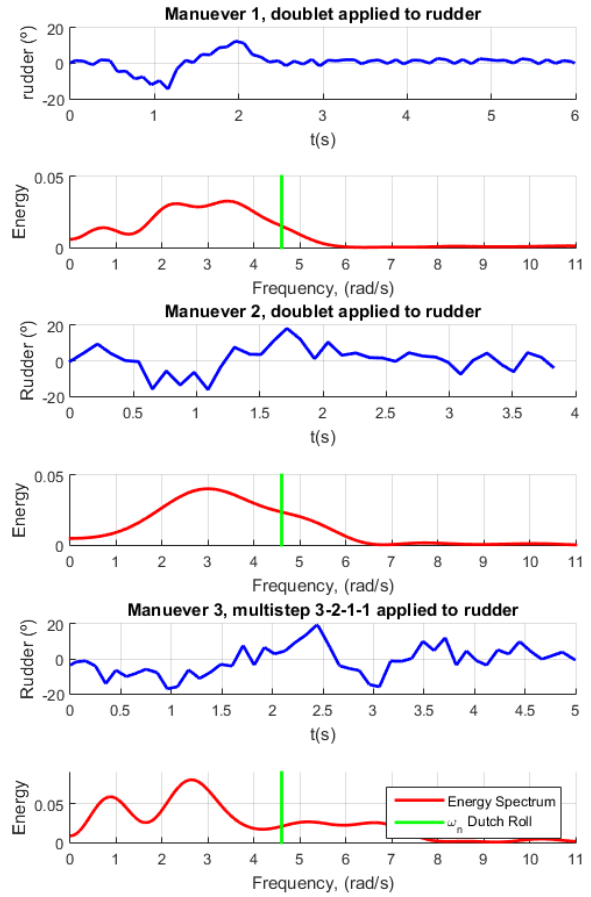 Manuever 1, doublet applied to rudder
20
0
-20
rudder (º)
0 1 2 3 4 5 6
t(s)
0.05
0
Energy
0 1 2 3 4 5 6 7 8 9 10 11
Frequency, (rad/s)
Manuever 2, doublet applied to rudder
20
0
-20
Rudder (º)
0 0.5 1 1.5 2 2.5 3 3.5 4
t(s)
0.05
0
Energy
0 1 2 3 4 5 6 7 8 9 10 11
Frequency, (rad/s)
Manuever 3, multistep 3-2-1-1 applied to rudder
20
0
-20
Rudder (º)
0 0.5 1 1.5 2 2.5 3 3.5 4 4.5 5
t(s)
0.05
0
Energy
Energy Spectrum
ωn Dutch Roll
0 1 2 3 4 5 6 7 8 9 10 11
Frequency, (rad/s)